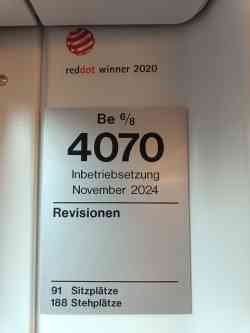 reddot winner 2020
Be 6/8
4070
Inbetriebsetzung
November 2024
Revisionen
91 Sitzplätze
188 Stehplätze